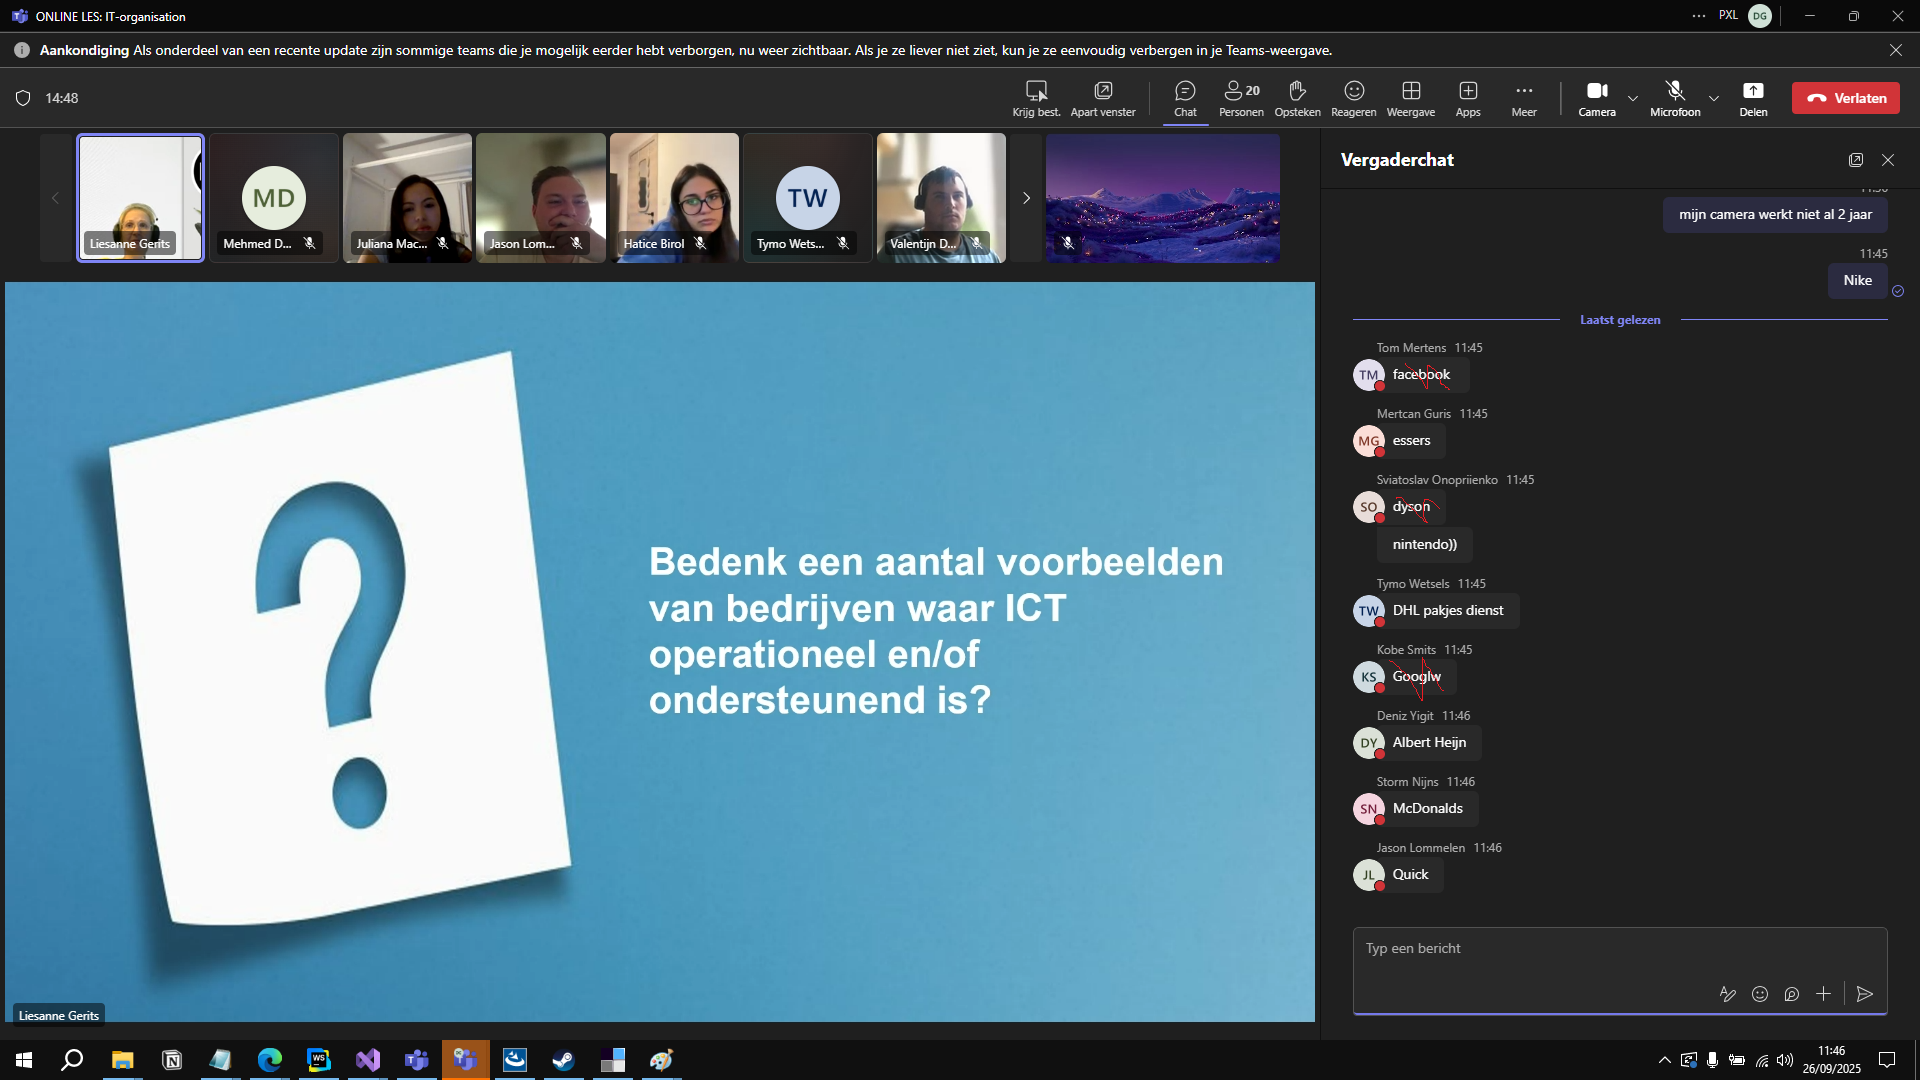 ONLINE LES: IT-organisation
PXL
DG
Aankondiging Als onderdeel van een recente update zijn sommige teams die je mogelijk eerder hebt verborgen, nu weer zichtbaar. Als je ze liever niet ziet, kun je ze eenvoudig verbergen in je Teams-weergave.
14:48
Krijg best.
Apart venster
Chat
20
Personen
Opsteken
Reageren
Weergave
Apps
Meer
Camera
Microfoon
Delen
Verlaten
Liesanne Gerits
MD
Mehmed D...
Juliana Mac...
Jason Lom...
Hatice Birol
TW
Tymo Wets...
Valentijn D...
Bedenk een aantal voorbeelden
van bedrijven waar ICT
operationeel en/of
ondersteunend is?
Liesanne Gerits
Vergaderchat
mijn camera werkt niet al 2 jaar
11:45
Nike
Laatst gelezen
Tom Mertens 11:45
TM
facebook
Mertcan Guris 11:45
MG
essers
Sviatoslav Onopriienko 11:45
SO
dyson
nintendo))
Tymo Wetsels 11:45
TW
DHL pakjes dienst
Kobe Smits 11:45
KS
Googlw
Deniz Yigit 11:46
DY
Albert Heijn
Storm Nijns 11:46
SN
McDonalds
Jason Lommelen 11:46
JL
Quick
Typ een bericht
WS
11:46
26/09/2025